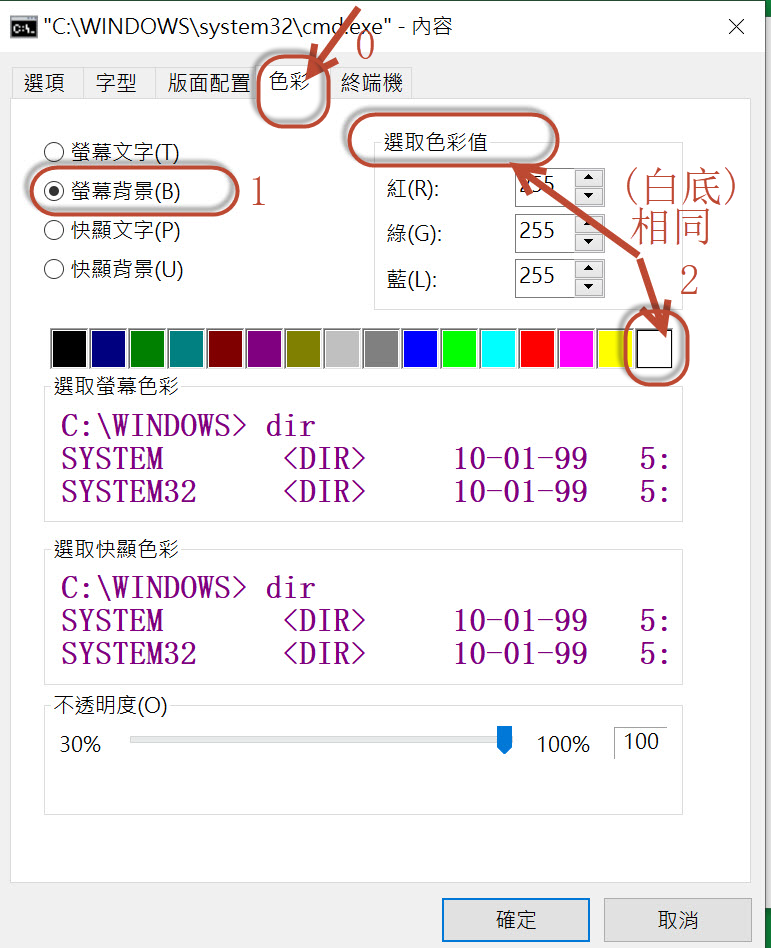 "C:\WINDOWS\system32\cmd.exe" - 內容
0
選項 字型 版面配置 色彩 終端機
螢幕文字(T)
螢幕背景(B) 1
快顯文字(P)
快顯背景(U)
選取色彩值
紅(R): 255
綠(G): 255
藍(L): 255
(白底)
相同
2
選取螢幕色彩
C:\WINDOWS> dir
SYSTEM <DIR> 10-01-99 5:
SYSTEM32 <DIR> 10-01-99 5:
選取快顯色彩
C:\WINDOWS> dir
SYSTEM <DIR> 10-01-99 5:
SYSTEM32 <DIR> 10-01-99 5:
不透明度(O)
30% 100% 100
確定 取消